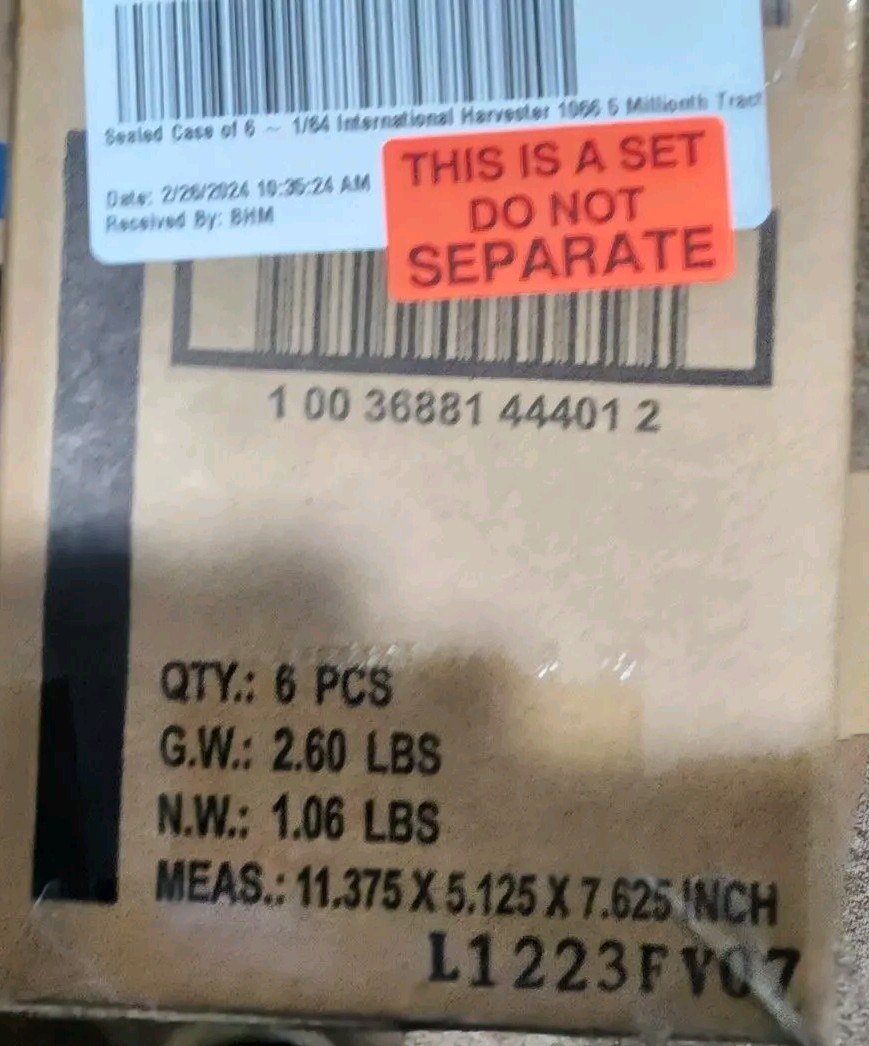 Sealed Case of 6 ~ 1/64 International Harvester 1066 5 Millionth Tract
Date: 2/26/2024 10:35:24 AM
Received By: BHM
THIS IS A SET
DO NOT
SEPARATE
1 00 36881 44401 2
QTY.: 6 PCS
G.W.: 2.60 LBS
N.W.: 1.06 LBS
MEAS.: 11.375 X 5.125 X 7.625 INCH
L1223FY07